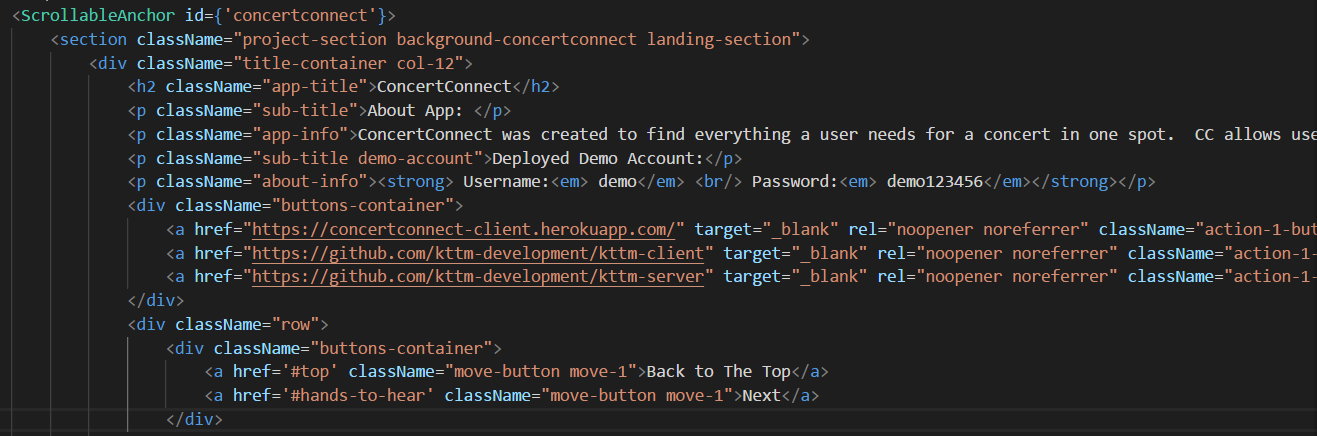 <ScrollableAnchor id={'concertconnect'}>
<section className="project-section background-concertconnect landing-section">
<div className="title-container col-12">
<h2 className="app-title">ConcertConnect</h2>
<p className="sub-title">About App: </p>
<p className="app-info">ConcertConnect was created to find everything a user needs for a concert in one spot.  CC allows use
<p className="sub-title demo-account">Deployed Demo Account:</p>
<p className="about-info"><strong> Username:<em> demo</em> <br/> Password:<em> demo123456</em></strong></p>
<div className="buttons-container">
<a href="https://concertconnect-client.herokuapp.com/" target="_blank" rel="noopener noreferrer" className="action-1-but
<a href="https://github.com/kttm-development/kttm-client" target="_blank" rel="noopener noreferrer" className="action-1-
<a href="https://github.com/kttm-development/kttm-server" target="_blank" rel="noopener noreferrer" className="action-1-
</div>
<div className="row">
<div className="buttons-container">
<a href='#top' className="move-button move-1">Back to The Top</a>
<a href='#hands-to-hear' className="move-button move-1">Next</a>
</div>